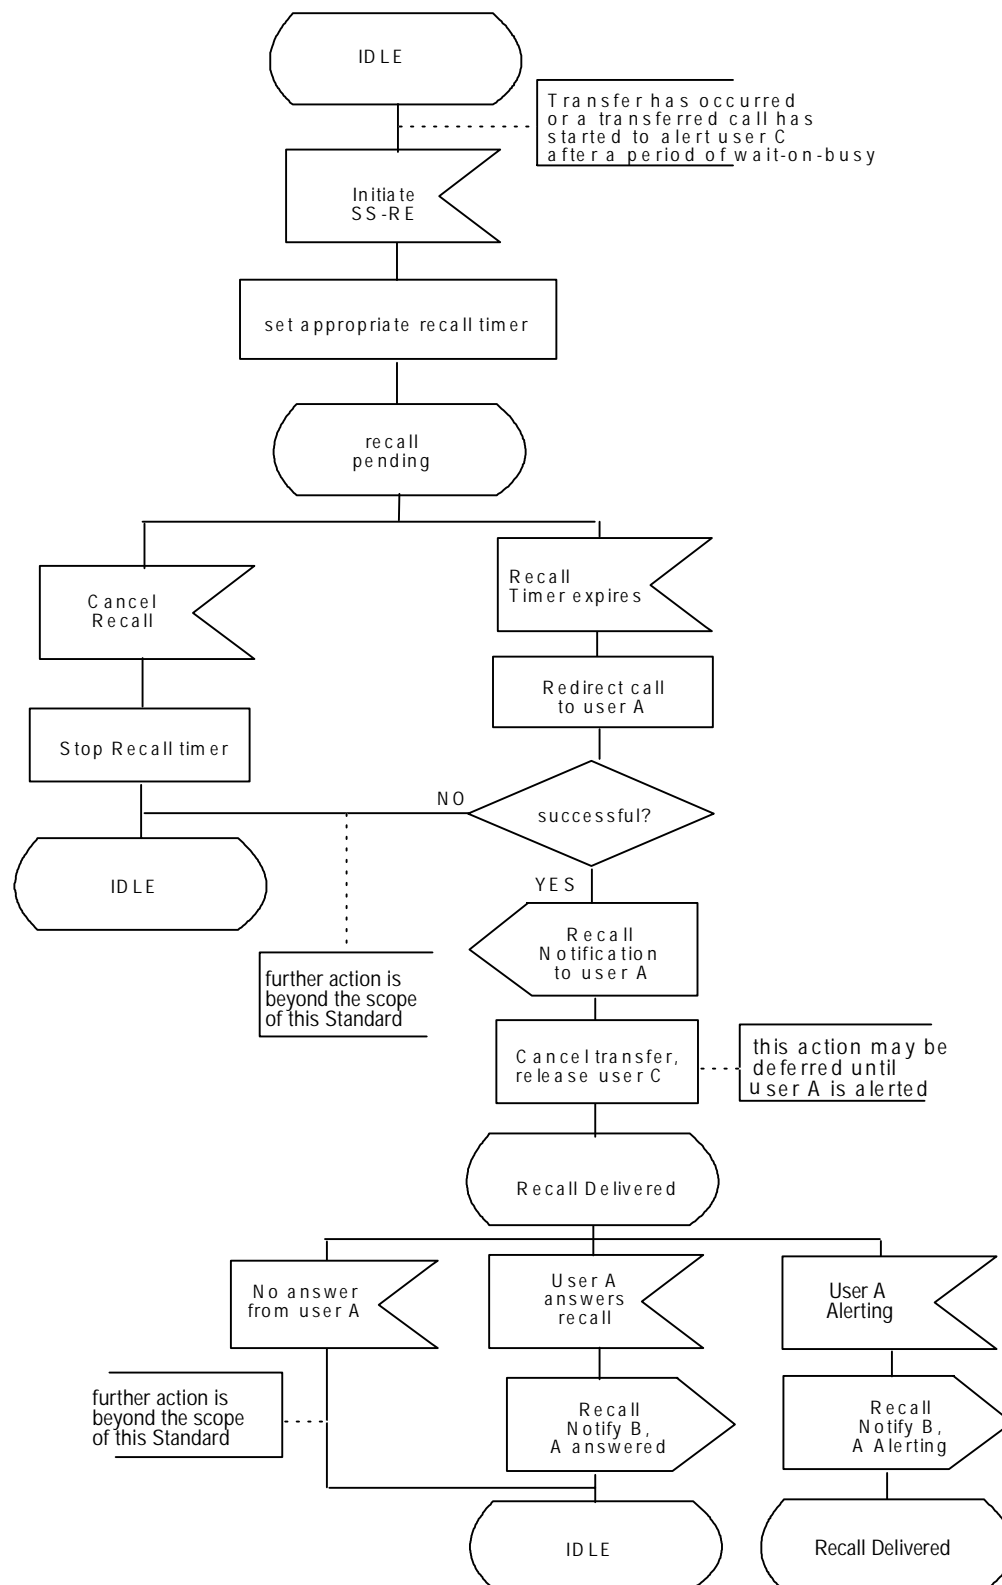 IDLE
Transfer has occurred
or a transferred call has
started to alert user C
after a period of wait-on-busy
Initiate
SS-RE
set appropriate recall timer
recall
pending
Cancel
Recall
Recall
Timer expires
Redirect call
to user A
Stop Recall timer
NO
successful?
IDLE
YES
Recall
Notification
to user A
further action is
beyond the scope
of this Standard
Cancel transfer,
release user C
this action may be
deferred until
user A is alerted
Recall Delivered
No answer
from user A
User A
answers
recall
User A
Alerting
further action is
beyond the scope
of this Standard
Recall
Notify B,
A answered
Recall
Notify B,
A Alerting
IDLE
Recall Delivered